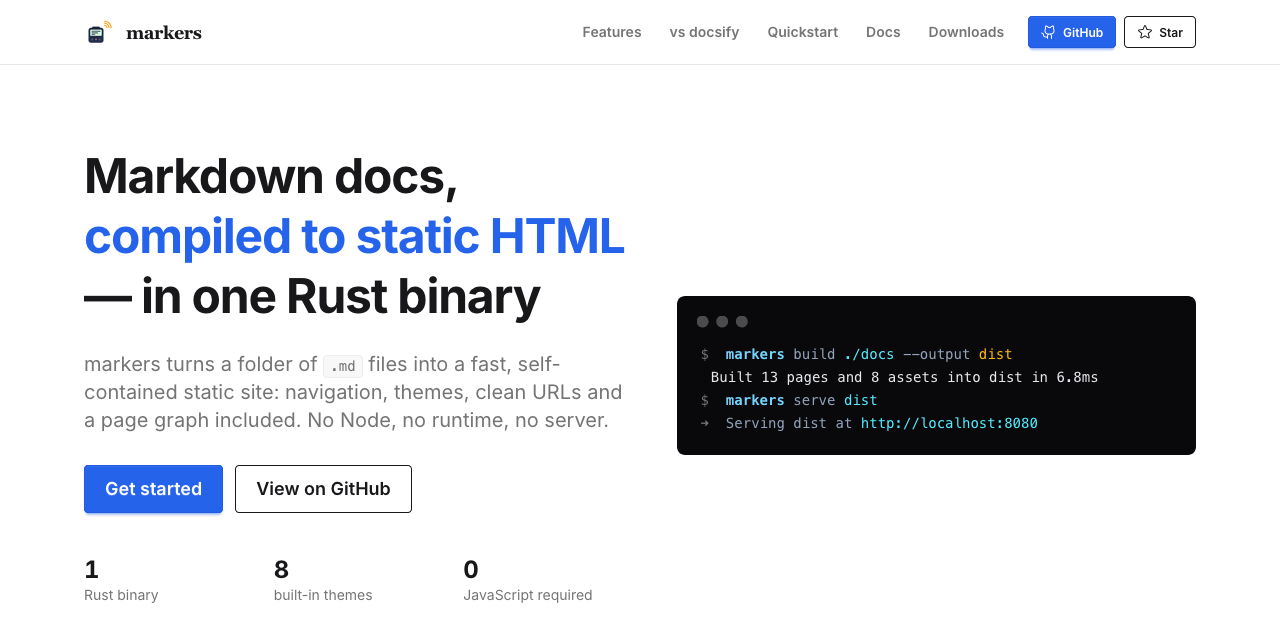 markers
Features vs docsify Quickstart Docs Downloads GitHub Star
Markdown docs,
compiled to static HTML
— in one Rust binary
markers turns a folder of .md files into a fast, self-
contained static site: navigation, themes, clean URLs and
a page graph included. No Node, no runtime, no server.
Get started View on GitHub
1 8 0
Rust binary built-in themes JavaScript required
$ markers build ./docs --output dist
Built 13 pages and 8 assets into dist in 6.8ms
$ markers serve dist
➜ Serving dist at http://localhost:8080